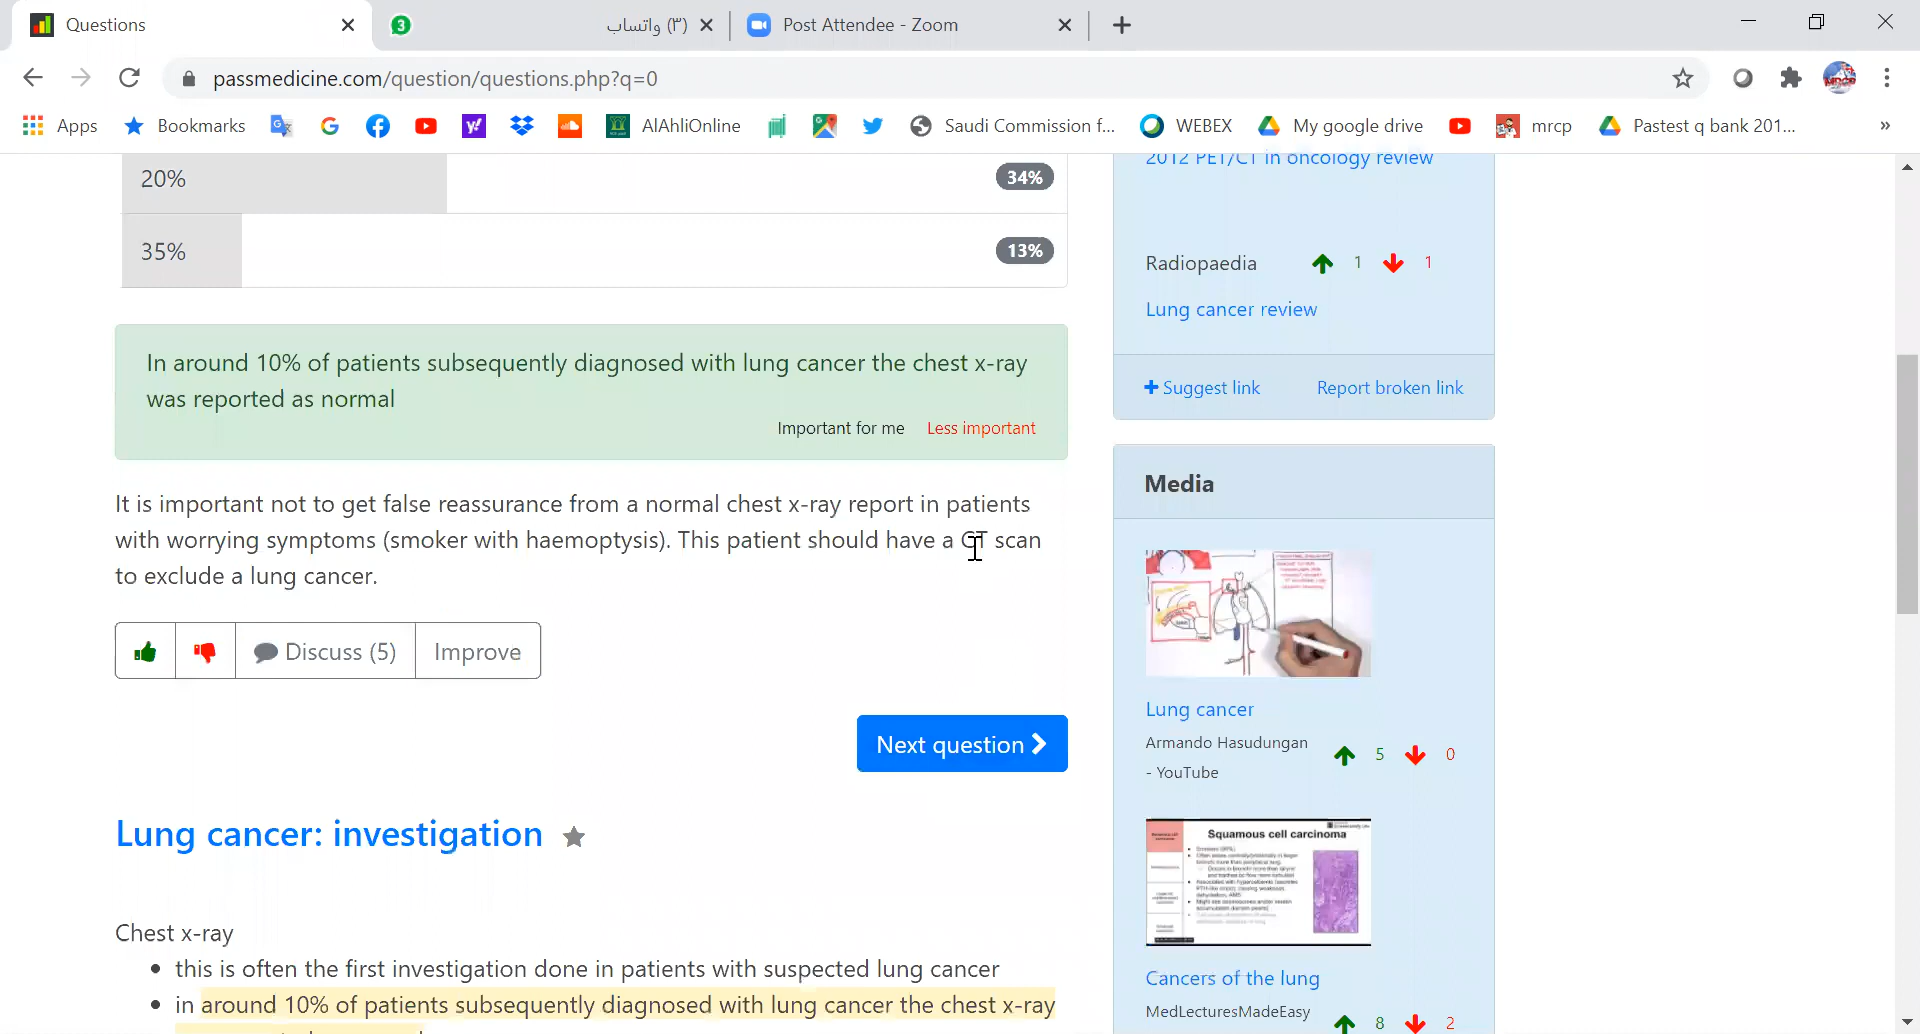 Questions
3
(٣) واتساب
Post Attendee - Zoom
passmedicine.com/question/questions.php?q=0
Apps
Bookmarks
AlAhliOnline
Saudi Commission f...
WEBEX
My google drive
mrcp
Pastest q bank 201...
»
20%
34%
35%
13%
In around 10% of patients subsequently diagnosed with lung cancer the chest x-ray
was reported as normal
Important for me
Less important
It is important not to get false reassurance from a normal chest x-ray report in patients
with worrying symptoms (smoker with haemoptysis). This patient should have a CT scan
to exclude a lung cancer.
Discuss (5)
Improve
Next question
Lung cancer: investigation
Chest x-ray
• this is often the first investigation done in patients with suspected lung cancer
• in around 10% of patients subsequently diagnosed with lung cancer the chest x-ray
2012 PET/CT in oncology review
Radiopaedia
1
1
Lung cancer review
Suggest link
Report broken link
Media
Lung cancer
Armando Hasudungan
- YouTube
5
0
Squamous cell carcinoma
Cancers of the lung
MedLecturesMadeEasy
8
2